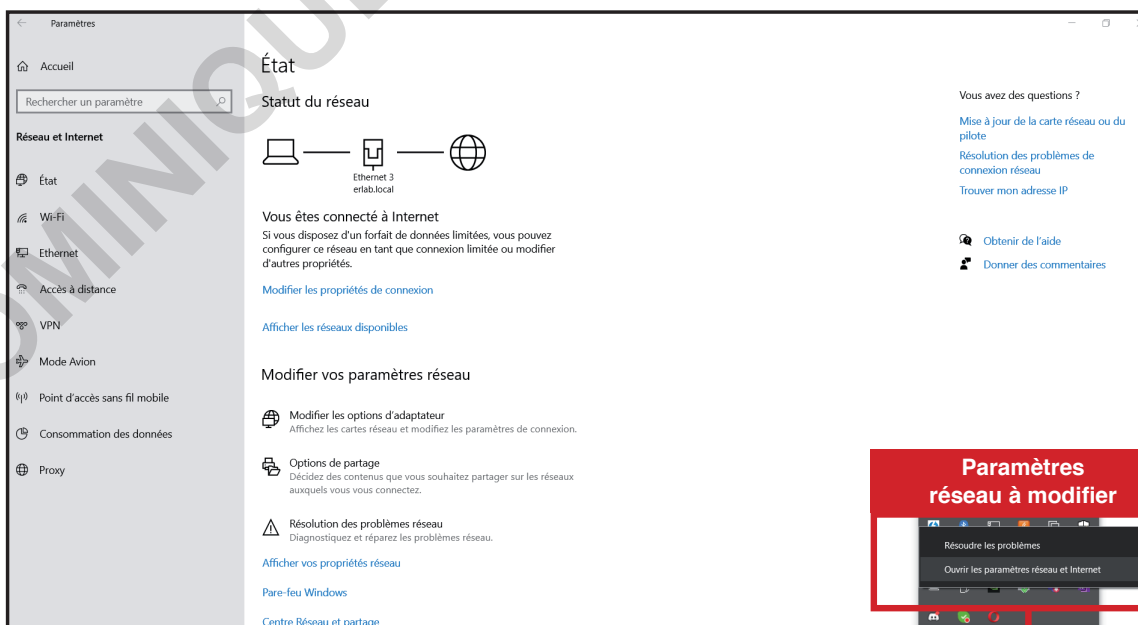 Paramètres
Accueil
Rechercher un paramètre
Réseau et Internet
État
Wi-Fi
Ethernet
Accès à distance
VPN
Mode Avion
Point d'accès sans fil mobile
Consommation des données
Proxy
État
Statut du réseau
Ethernet 3
erlab.local
Vous êtes connecté à Internet
Si vous disposez d'un forfait de données limitées, vous pouvez
configurer ce réseau en tant que connexion limitée ou modifier
d'autres propriétés.
Modifier les propriétés de connexion
Afficher les réseaux disponibles
Modifier vos paramètres réseau
Modifier les options d'adaptateur
Affichez les cartes réseau et modifiez les paramètres de connexion.
Options de partage
Décidez des contenus que vous souhaitez partager sur les réseaux
auxquels vous vous connectez.
Résolution des problèmes réseau
Diagnostiquez et réparez les problèmes réseau.
Afficher vos propriétés réseau
Pare-feu Windows
Centre Réseau et partage
Vous avez des questions ?
Mise à jour de la carte réseau ou du
pilote
Résolution des problèmes de
connexion réseau
Trouver mon adresse IP
Obtenir de l'aide
Donner des commentaires
Paramètres
réseau à modifier
Résoudre les problèmes
Ouvrir les paramètres réseau et Internet